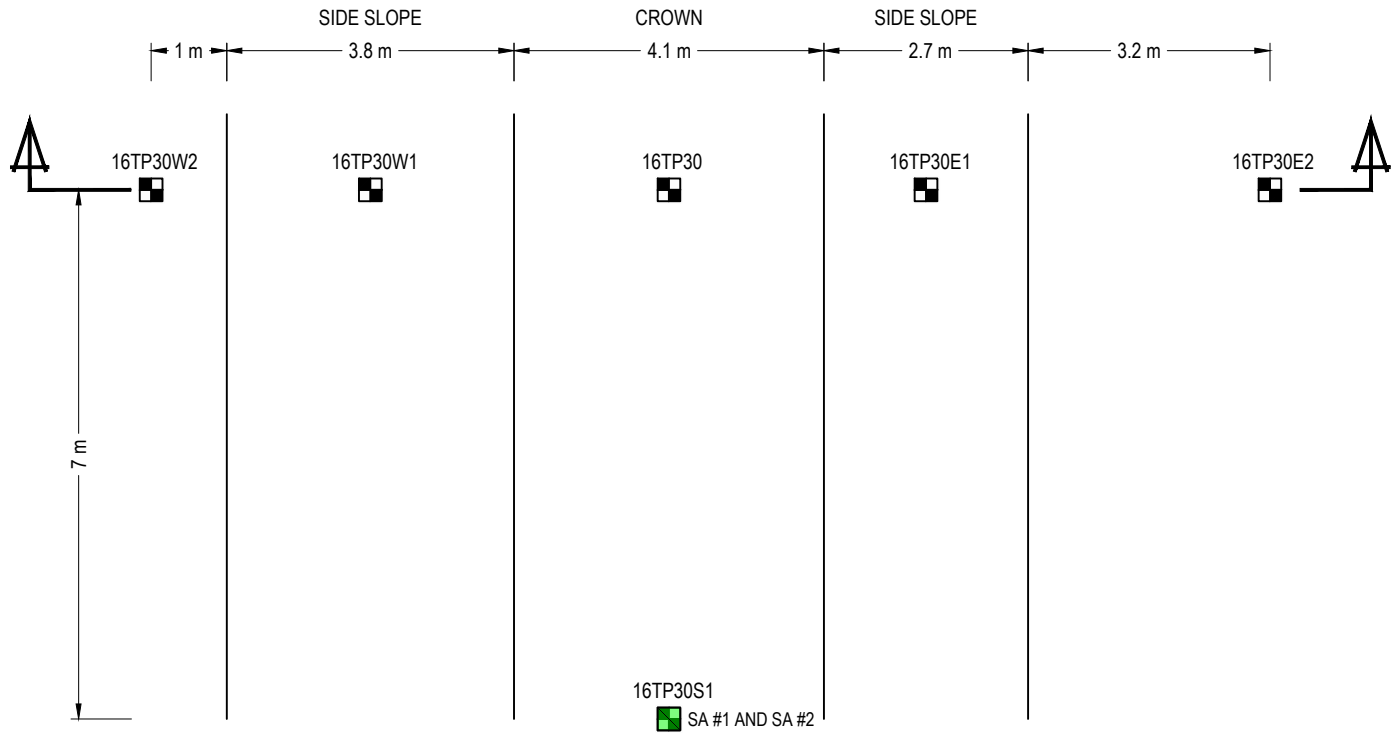 SIDE SLOPE
CROWN
SIDE SLOPE
1 m
3.8 m
4.1 m
2.7 m
3.2 m
16TP30W2
16TP30W1
16TP30
16TP30E1
16TP30E2
7 m
16TP30S1
SA #1 AND SA #2